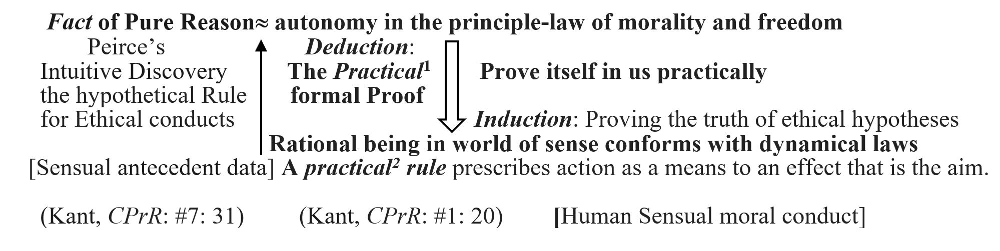 Fact of Pure Reason≈ autonomy in the principle-law of morality and freedom
Peirce’s Deduction:
Intuitive Discovery The Practical¹ Prove itself in us practically
the hypothetical Rule formal Proof
for Ethical conducts Induction: Proving the truth of ethical hypotheses
Rational being in world of sense conforms with dynamical laws
[Sensual antecedent data] A practical² rule prescribes action as a means to an effect that is the aim.
(Kant, CPrR: #7: 31) (Kant, CPrR: #1: 20) [Human Sensual moral conduct]